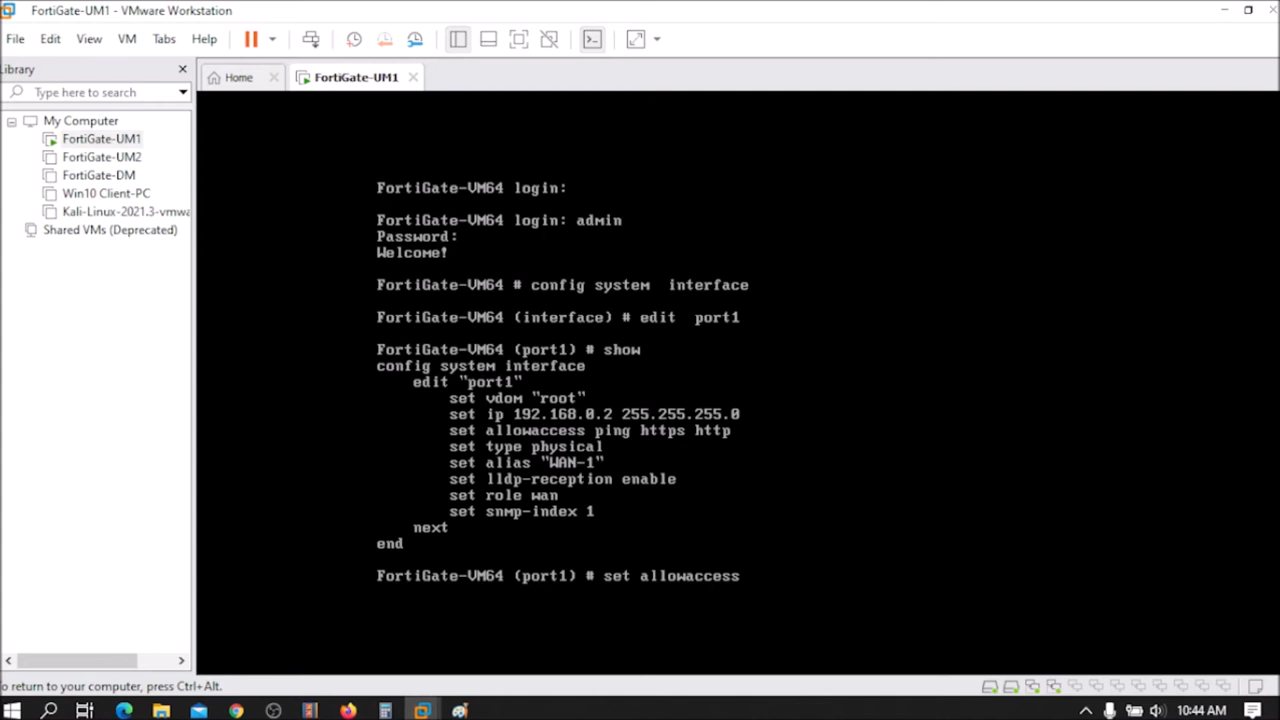 FortiGate-UM1 - VMware Workstation
File Edit View VM Tabs Help
Library
Home
FortiGate-UM1
Type here to search
My Computer
FortiGate-UM1
FortiGate-UM2
FortiGate-DM
Win10 Client-PC
Kali-Linux-2021.3-vmwa
Shared VMs (Deprecated)
FortiGate-VM64 login:
FortiGate-VM64 login: admin
Password:
Welcome!
FortiGate-VM64 # config system  interface
FortiGate-VM64 (interface) # edit  port1
FortiGate-VM64 (port1) # show
config system interface
    edit "port1"
        set vdom "root"
        set ip 192.168.0.2 255.255.255.0
        set allowaccess ping https http
        set type physical
        set alias "WAN-1"
        set lldp-reception enable
        set role wan
        set snmp-index 1
    next
end
FortiGate-VM64 (port1) # set allowaccess
o return to your computer, press Ctrl+Alt.
10:44 AM